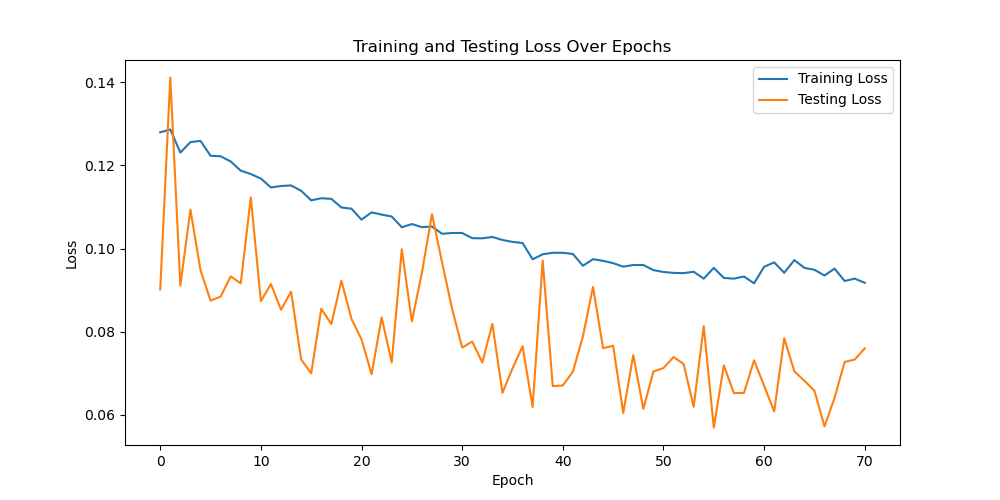 Training and Testing Loss Over Epochs
Training Loss
Testing Loss
0.14
0.12
0.10
0.08
0.06
Loss
0
10
20
30
40
50
60
70
Epoch